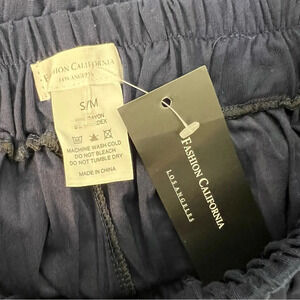 FASHION CALIFORNIA
LOS ANGELES
S/M
RAYON
MACHINE WASH COLD
DO NOT BLEACH
DO NOT TUMBLE DRY
MADE IN CHINA
FASHION CALIFORNIA
LOS ANGELES